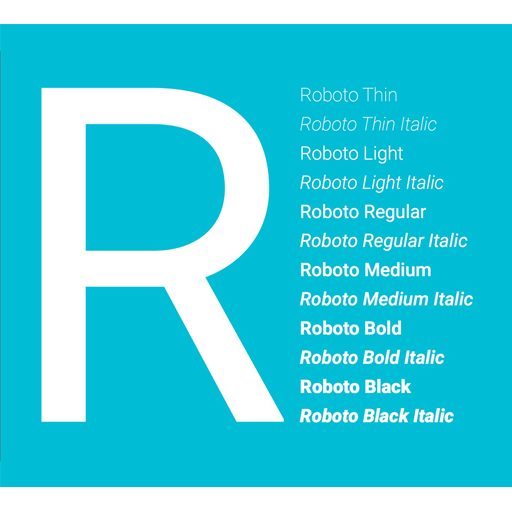 R
Roboto Thin
Roboto Thin Italic
Roboto Light
Roboto Light Italic
Roboto Regular
Roboto Regular Italic
Roboto Medium
Roboto Medium Italic
Roboto Bold
Roboto Bold Italic
Roboto Black
Roboto Black Italic